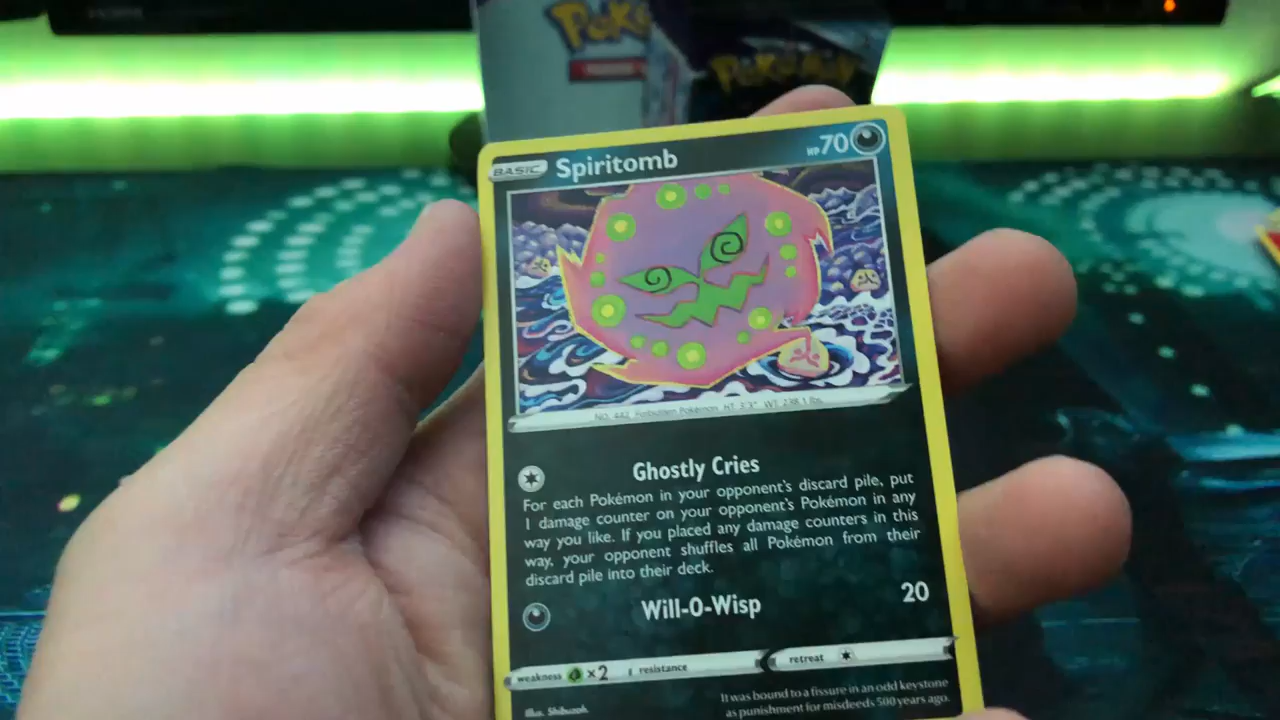 Poké
POKéMON
BASIC Spiritomb HP 70
NO. 442 Forbidden Pokémon HT: 3'3" WT: 238.1 lbs.
Ghostly Cries
For each Pokémon in your opponent's discard pile, put
1 damage counter on your opponent's Pokémon in any
way you like. If you placed any damage counters in this
way, your opponent shuffles all Pokémon from their
discard pile into their deck.
Will-O-Wisp 20
weakness ×2 resistance retreat
It was bound to a fissure in an odd keystone
as punishment for misdeeds 500 years ago.
Illus. Shibuzoh.